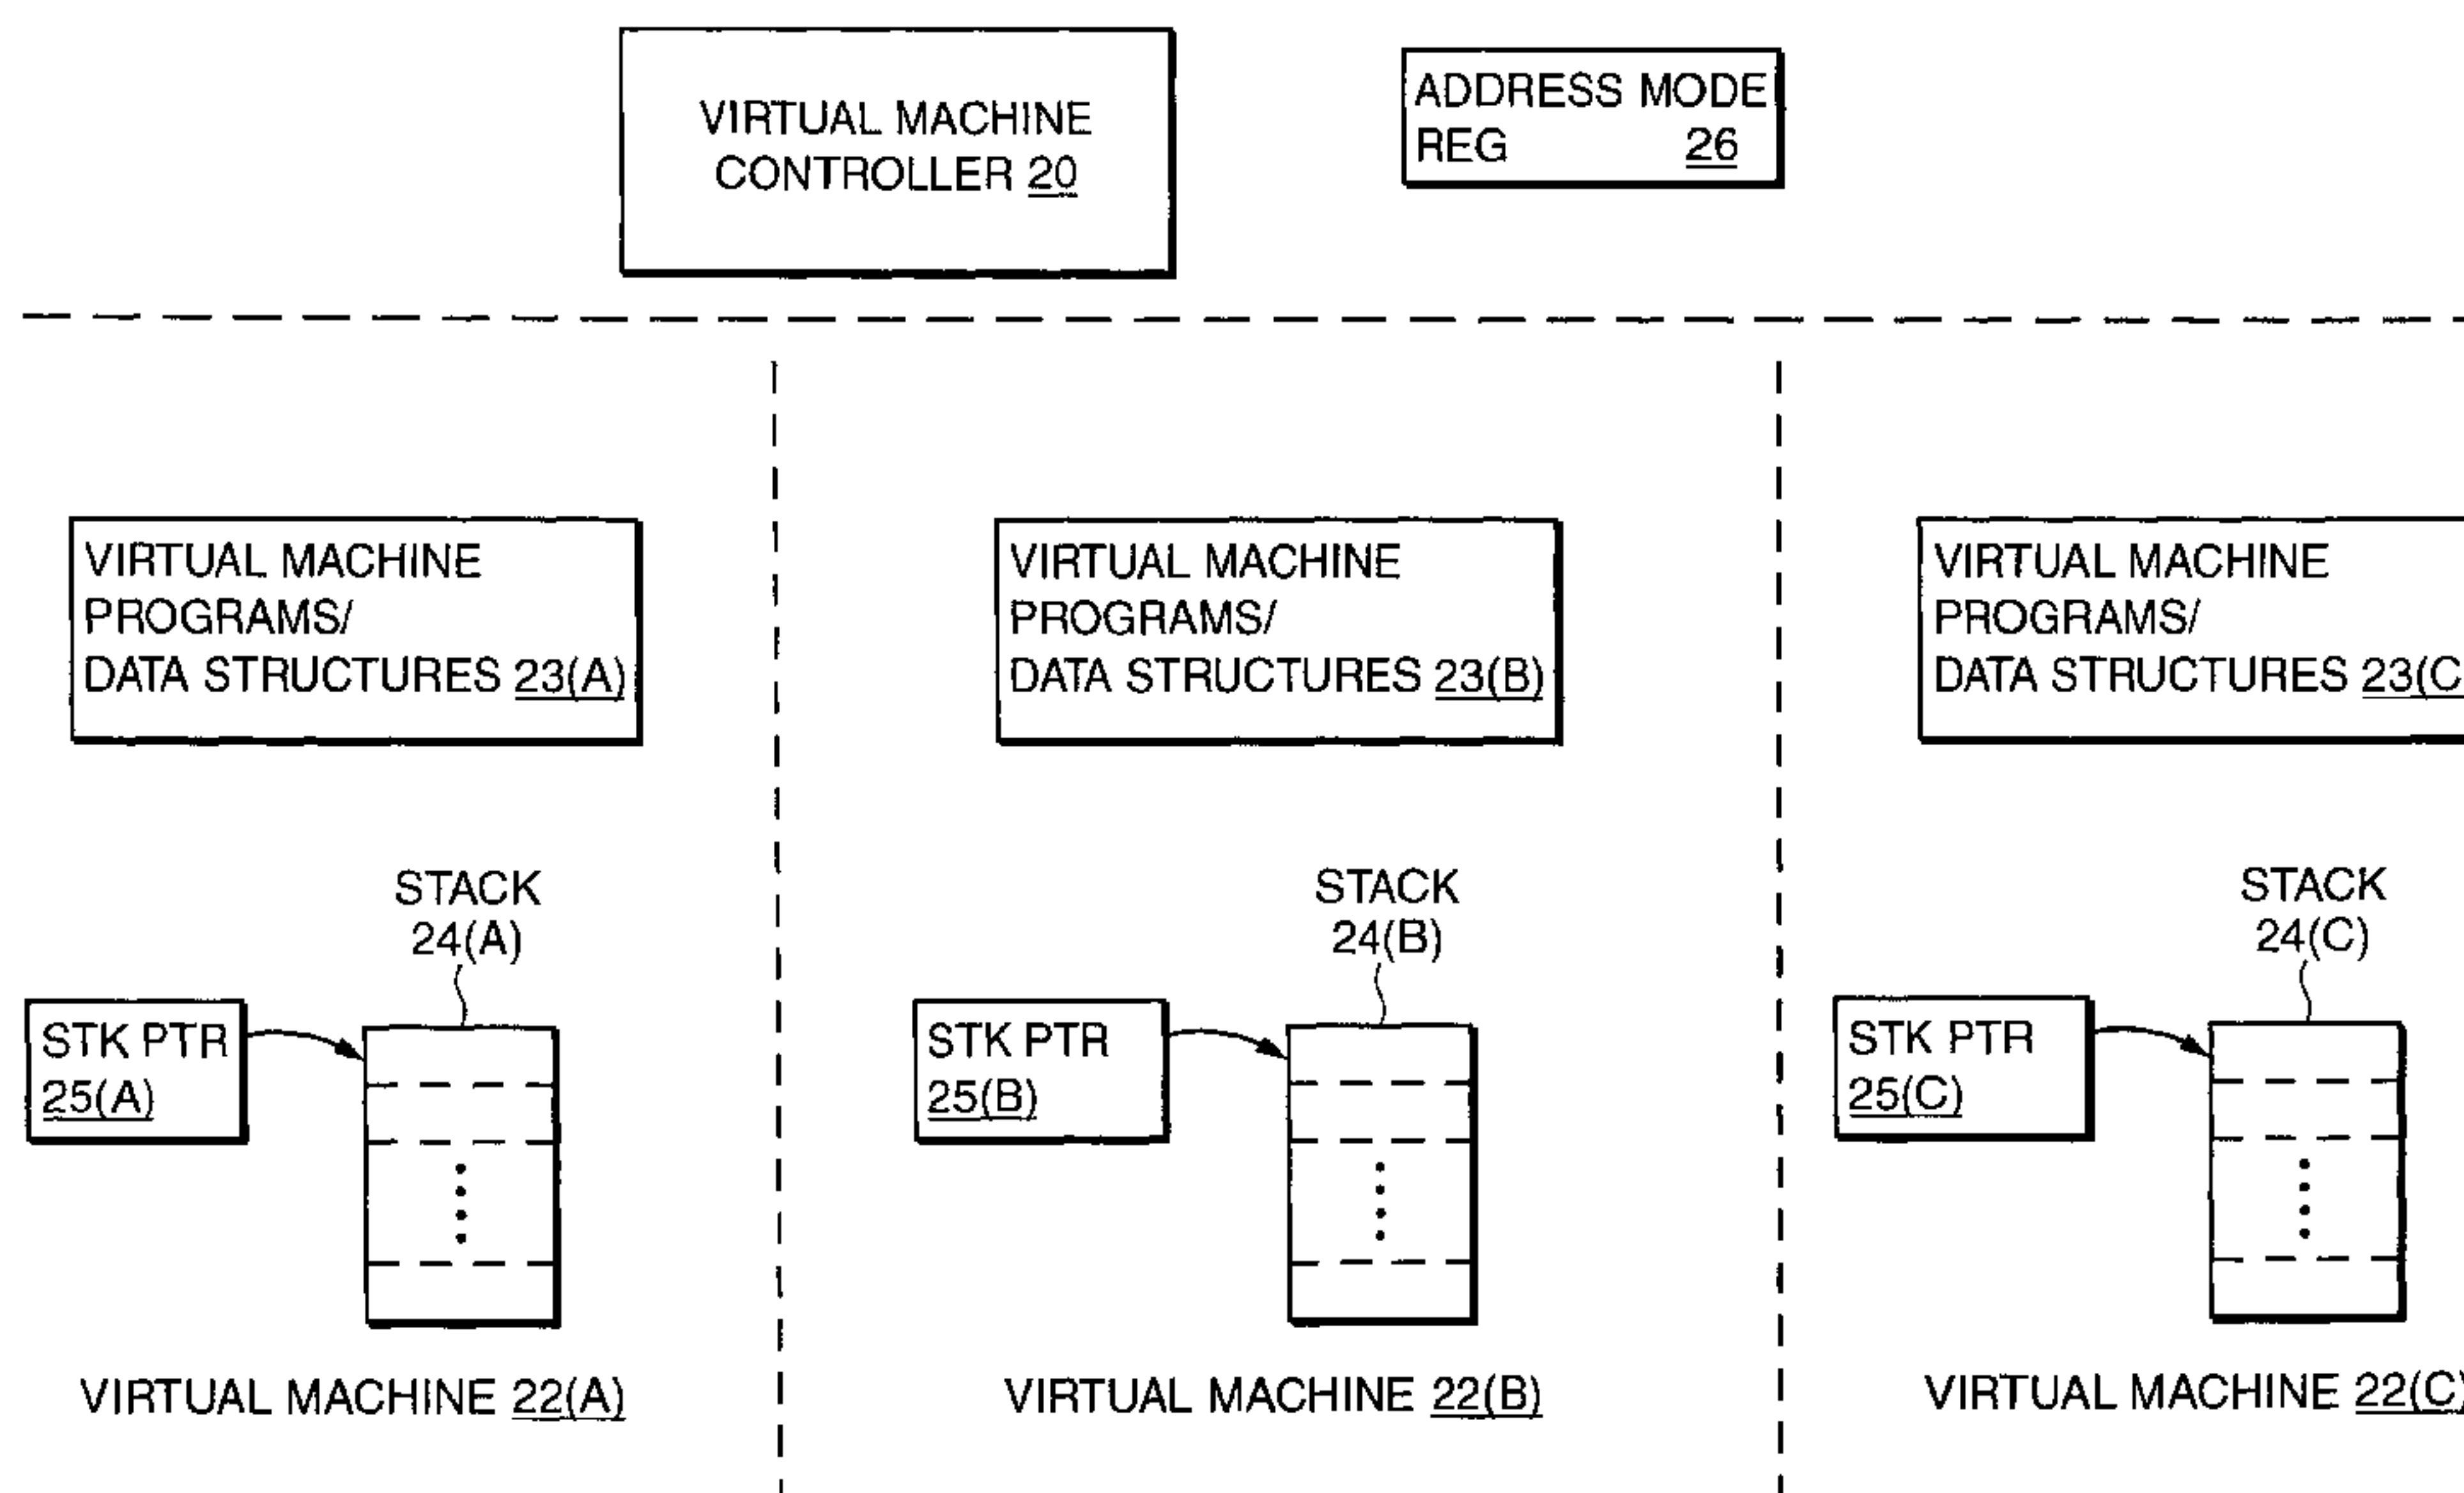 VIRTUAL MACHINE
CONTROLLER 20
ADDRESS MODE
REG 26
VIRTUAL MACHINE
PROGRAMS/
DATA STRUCTURES 23(A)
VIRTUAL MACHINE
PROGRAMS/
DATA STRUCTURES 23(B)
VIRTUAL MACHINE
PROGRAMS/
DATA STRUCTURES 23(C
STACK
24(A)
STK PTR
25(A)
STACK
24(B)
STK PTR
25(B)
STACK
24(C)
STK PTR
25(C)
VIRTUAL MACHINE 22(A)
VIRTUAL MACHINE 22(B)
VIRTUAL MACHINE 22(C)